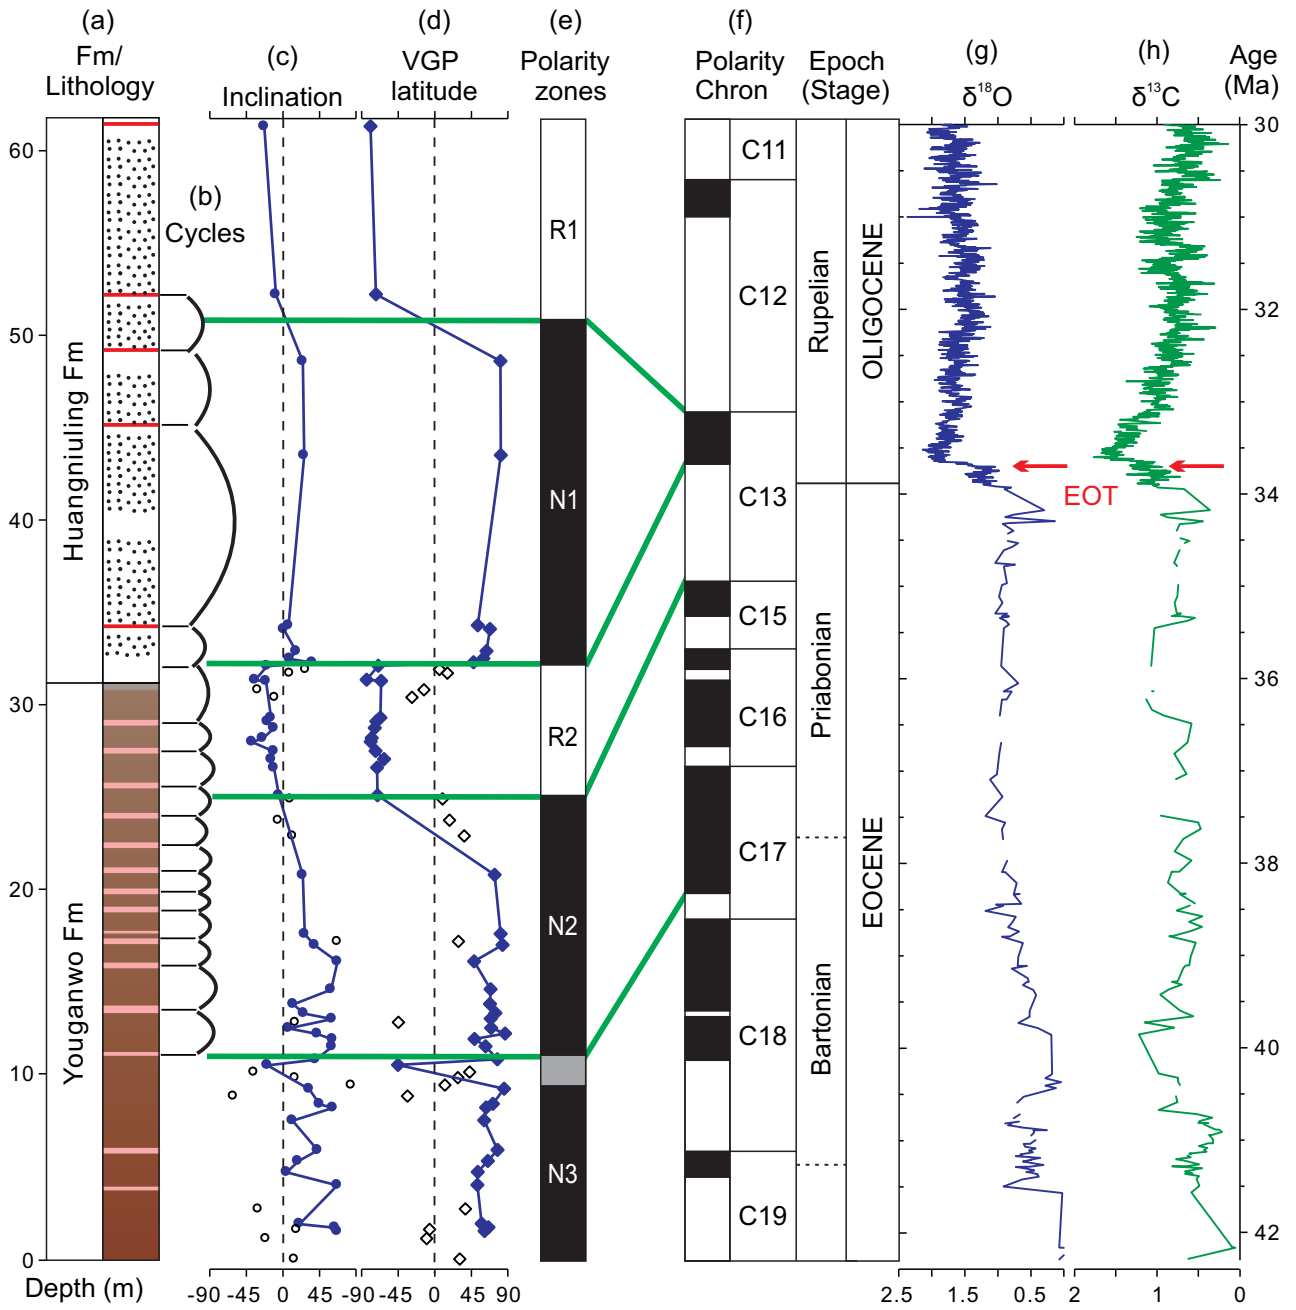 (a)
Fm/
Lithology
(b)
Cycles
(c)
Inclination
(d)
VGP
latitude
(e)
Polarity
zones
(f)
Polarity
Chron
Epoch
(Stage)
(g)
δ¹⁸O
(h)
δ¹³C
Age
(Ma)
60
50
40
30
20
10
0
Huangniuling Fm
Youganwo Fm
R1
N1
R2
N2
N3
C11
C12
C13
C15
C16
C17
C18
C19
Rupelian
Priabonian
Bartonian
OLIGOCENE
EOCENE
EOT
30
32
34
36
38
40
42
Depth (m)
-90 -45 0 45 -90 -45 0 45 90
2.5 1.5 0.5 2 1 0